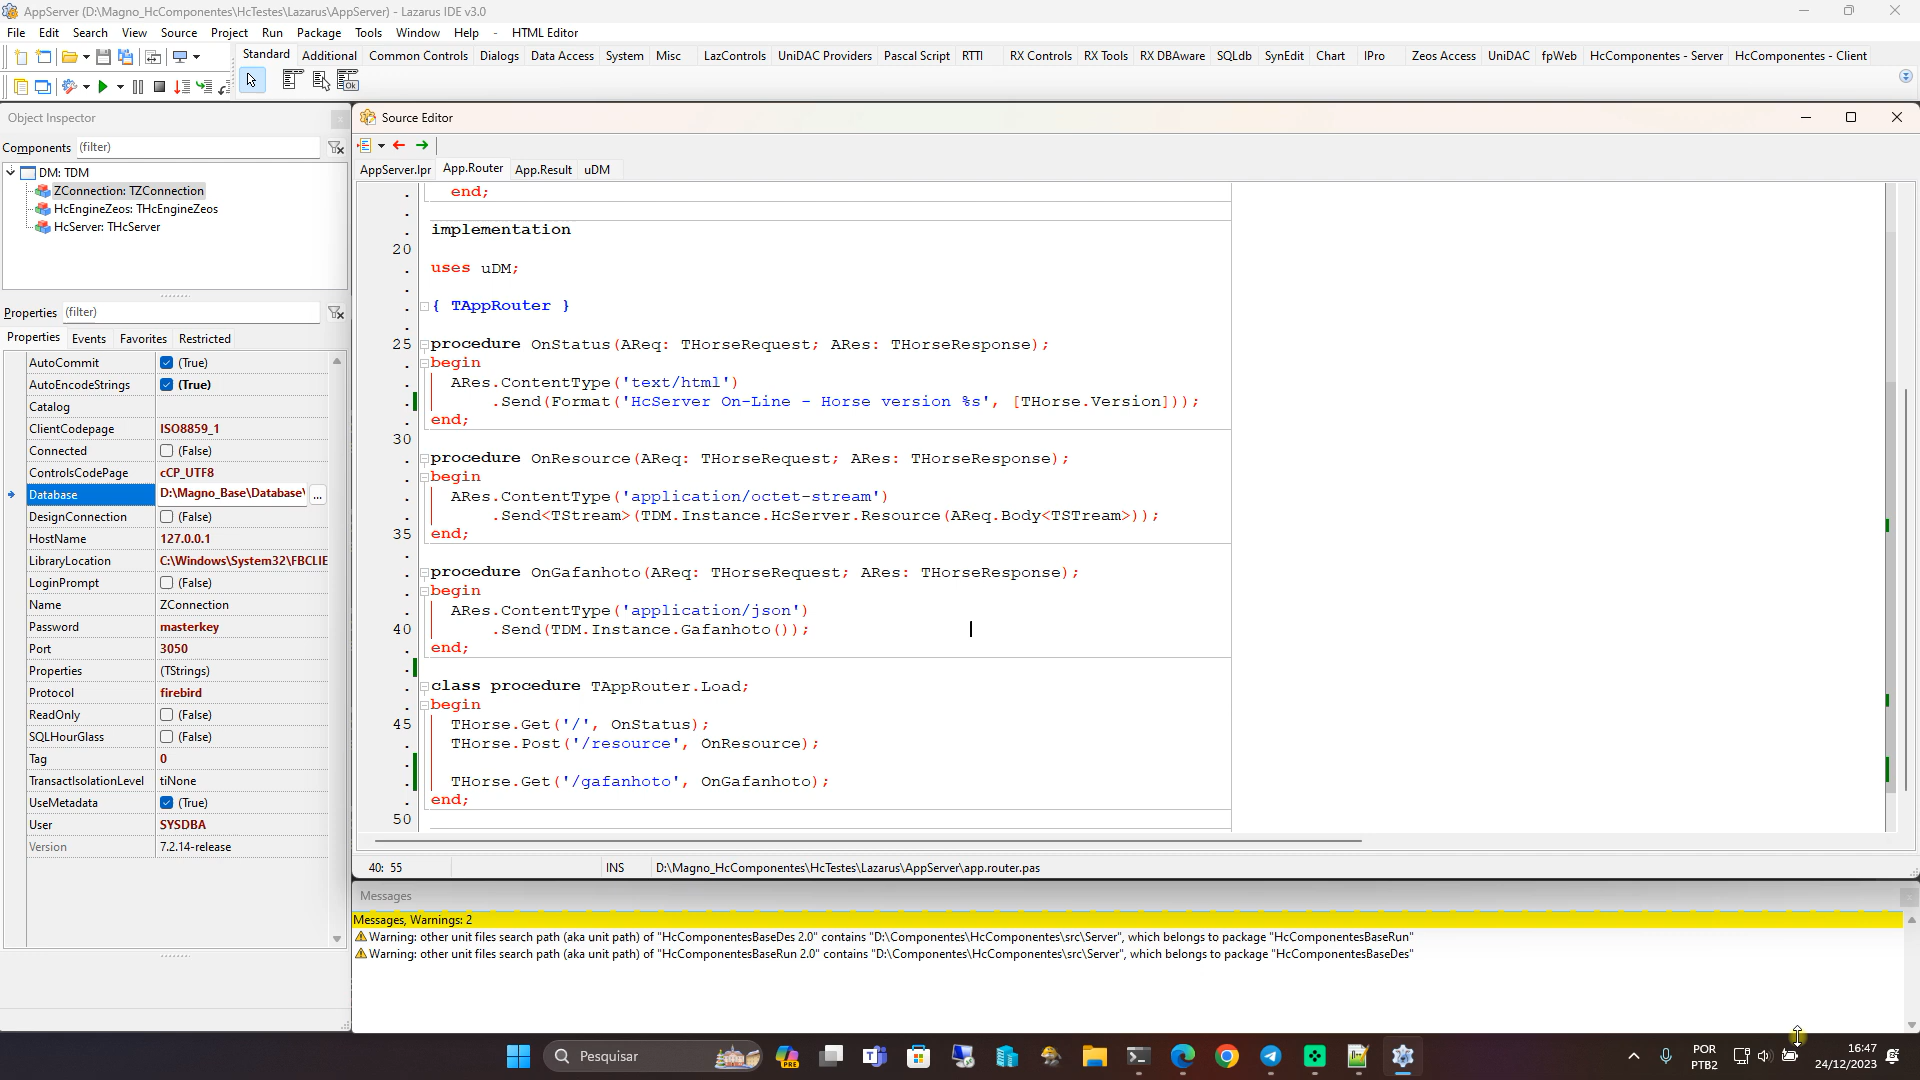 AppServer (D:\Magno_HcComponentes\HcTestes\Lazarus\AppServer) - Lazarus IDE v3.0
File Edit Search View Source Project Run Package Tools Window Help - HTML Editor
Standard Additional Common Controls Dialogs Data Access System Misc LazControls UniDAC Providers Pascal Script RTTI RX Controls RX Tools RX DBAware SQLdb SynEdit Chart IPro Zeos Access UniDAC fpWeb HcComponentes - Server HcComponentes - Client
Object Inspector
Components (filter)
DM: TDM
ZConnection: TZConnection
HcEngineZeos: THcEngineZeos
HcServer: THcServer
Properties (filter)
Properties Events Favorites Restricted
AutoCommit (True)
AutoEncodeStrings (True)
Catalog
ClientCodepage ISO8859_1
Connected (False)
ControlsCodePage cCP_UTF8
Database D:\Magno_Base\Database\ ...
DesignConnection (False)
HostName 127.0.0.1
LibraryLocation C:\Windows\System32\FBCLIE
LoginPrompt (False)
Name ZConnection
Password masterkey
Port 3050
Properties (TStrings)
Protocol firebird
ReadOnly (False)
SQLHourGlass (False)
Tag 0
TransactIsolationLevel tiNone
UseMetadata (True)
User SYSDBA
Version 7.2.14-release
Source Editor
AppServer.lpr App.Router App.Result uDM
end;
implementation
20
uses uDM;
{ TAppRouter }
25 procedure OnStatus(AReq: THorseRequest; ARes: THorseResponse);
begin
ARes.ContentType('text/html')
.Send(Format('HcServer On-Line - Horse version %s', [THorse.Version]));
end;
30
procedure OnResource(AReq: THorseRequest; ARes: THorseResponse);
begin
ARes.ContentType('application/octet-stream')
.Send<TStream>(TDM.Instance.HcServer.Resource(AReq.Body<TSTream>));
35 end;
procedure OnGafanhoto(AReq: THorseRequest; ARes: THorseResponse);
begin
ARes.ContentType('application/json')
40 .Send(TDM.Instance.Gafanhoto());
end;
class procedure TAppRouter.Load;
begin
45 THorse.Get('/', OnStatus);
THorse.Post('/resource', OnResource);
THorse.Get('/gafanhoto', OnGafanhoto);
end;
50
40: 55 INS D:\Magno_HcComponentes\HcTestes\Lazarus\AppServer\app.router.pas
Messages
Messages, Warnings: 2
Warning: other unit files search path (aka unit path) of "HcComponentesBaseDes 2.0" contains "D:\Componentes\HcComponentes\src\Server", which belongs to package "HcComponentesBaseRun"
Warning: other unit files search path (aka unit path) of "HcComponentesBaseRun 2.0" contains "D:\Componentes\HcComponentes\src\Server", which belongs to package "HcComponentesBaseDes"
Pesquisar
PRE
POR
PTB2
16:47
24/12/2023